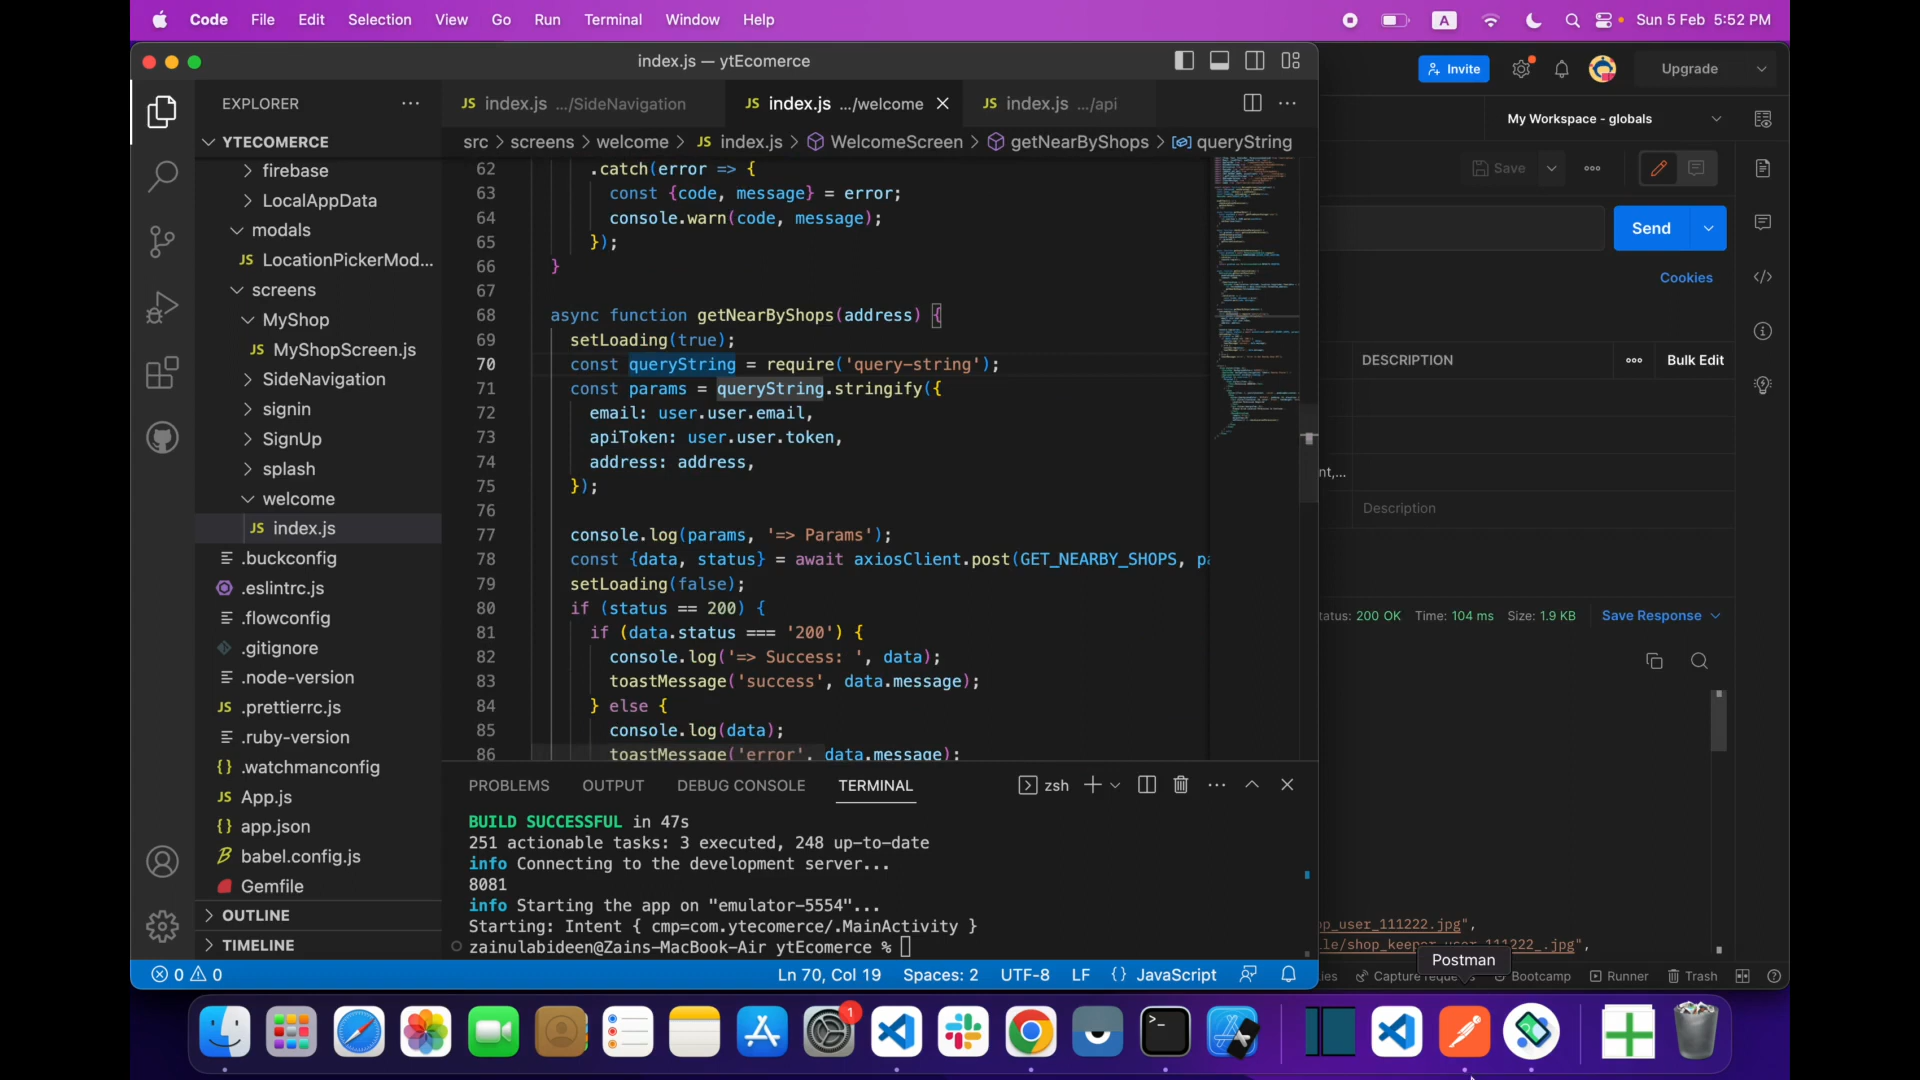 Code File Edit Selection View Go Run Terminal Window Help
A Sun 5 Feb 5:52 PM
index.js — ytEcomerce
Invite Upgrade
EXPLORER
JS index.js .../SideNavigation JS index.js .../welcome JS index.js .../api
My Workspace - globals
YTECOMERCE
src > screens > welcome > JS index.js > WelcomeScreen > getNearByShops > queryString
firebase
LocalAppData
modals
JS LocationPickerMod...
screens
MyShop
JS MyShopScreen.js
SideNavigation
signin
SignUp
splash
welcome
JS index.js
.buckconfig
.eslintrc.js
.flowconfig
.gitignore
.node-version
JS .prettierrc.js
.ruby-version
{} .watchmanconfig
JS App.js
{} app.json
babel.config.js
Gemfile
OUTLINE
TIMELINE
62 .catch(error => {
63 const {code, message} = error;
64 console.warn(code, message);
65 });
66 }
67
68 async function getNearByShops(address) {
69 setLoading(true);
70 const queryString = require('query-string');
71 const params = queryString.stringify({
72 email: user.user.email,
73 apiToken: user.user.token,
74 address: address,
75 });
76
77 console.log(params, '=> Params');
78 const {data, status} = await axiosClient.post(GET_NEARBY_SHOPS, pa
79 setLoading(false);
80 if (status == 200) {
81 if (data.status === '200') {
82 console.log('=> Success: ', data);
83 toastMessage('success', data.message);
84 } else {
85 console.log(data);
86 toastMessage('error', data.message);
Save
Send
Cookies
DESCRIPTION Bulk Edit
nt,...
Description
tatus: 200 OK Time: 104 ms Size: 1.9 KB Save Response
op_user_111222.jpg",
PROBLEMS OUTPUT DEBUG CONSOLE TERMINAL zsh
BUILD SUCCESSFUL in 47s
251 actionable tasks: 3 executed, 248 up-to-date
info Connecting to the development server...
8081
info Starting the app on "emulator-5554"...
Starting: Intent { cmp=com.ytecomerce/.MainActivity }
zainulabideen@Zains-MacBook-Air ytEcomerce %
Postman
0 0 Ln 70, Col 19 Spaces: 2 UTF-8 LF {} JavaScript
Bootcamp Runner Trash
1